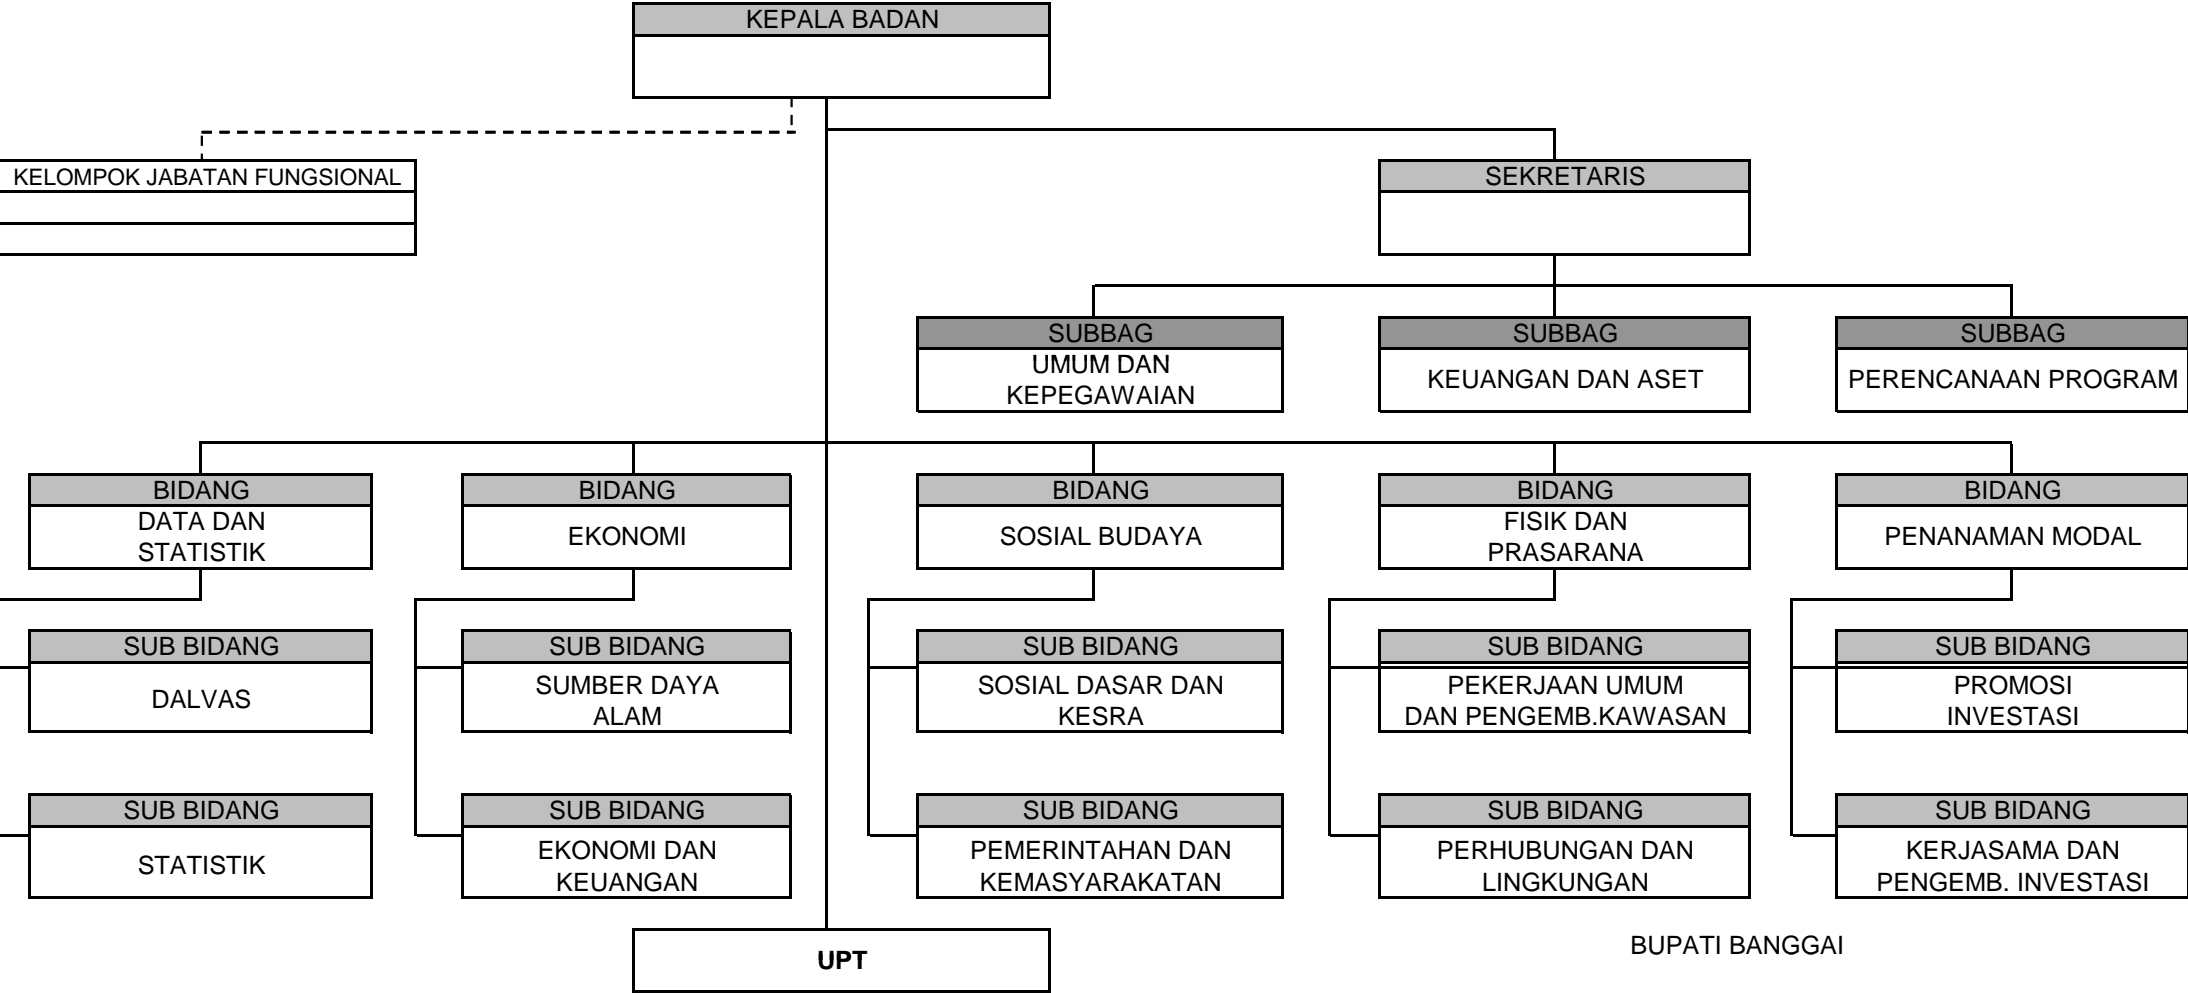 KEPALA BADAN
KELOMPOK JABATAN FUNGSIONAL
SEKRETARIS
SUBBAG
UMUM DAN
KEPEGAWAIAN
SUBBAG
KEUANGAN DAN ASET
SUBBAG
PERENCANAAN PROGRAM
BIDANG
DATA DAN
STATISTIK
BIDANG
EKONOMI
BIDANG
SOSIAL BUDAYA
BIDANG
FISIK DAN
PRASARANA
BIDANG
PENANAMAN MODAL
SUB BIDANG
DALVAS
SUB BIDANG
SUMBER DAYA
ALAM
SUB BIDANG
SOSIAL DASAR DAN
KESRA
SUB BIDANG
PEKERJAAN UMUM
DAN PENGEMB.KAWASAN
SUB BIDANG
PROMOSI
INVESTASI
SUB BIDANG
STATISTIK
SUB BIDANG
EKONOMI DAN
KEUANGAN
SUB BIDANG
PEMERINTAHAN DAN
KEMASYARAKATAN
SUB BIDANG
PERHUBUNGAN DAN
LINGKUNGAN
SUB BIDANG
KERJASAMA DAN
PENGEMB. INVESTASI
UPT
BUPATI BANGGAI